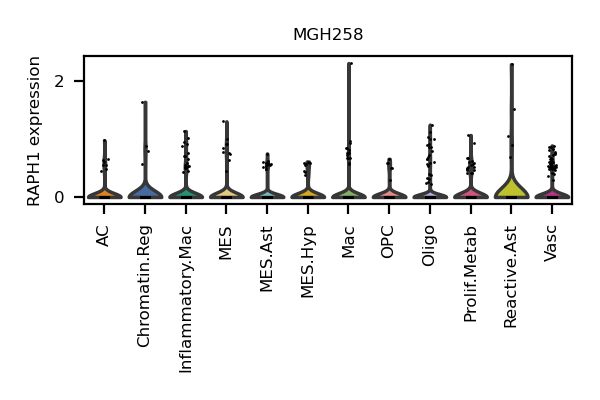 MGH258
RAPH1 expression
2
0
AC
Chromatin.Reg
Inflammatory.Mac
MES
MES.Ast
MES.Hyp
Mac
OPC
Oligo
Prolif.Metab
Reactive.Ast
Vasc